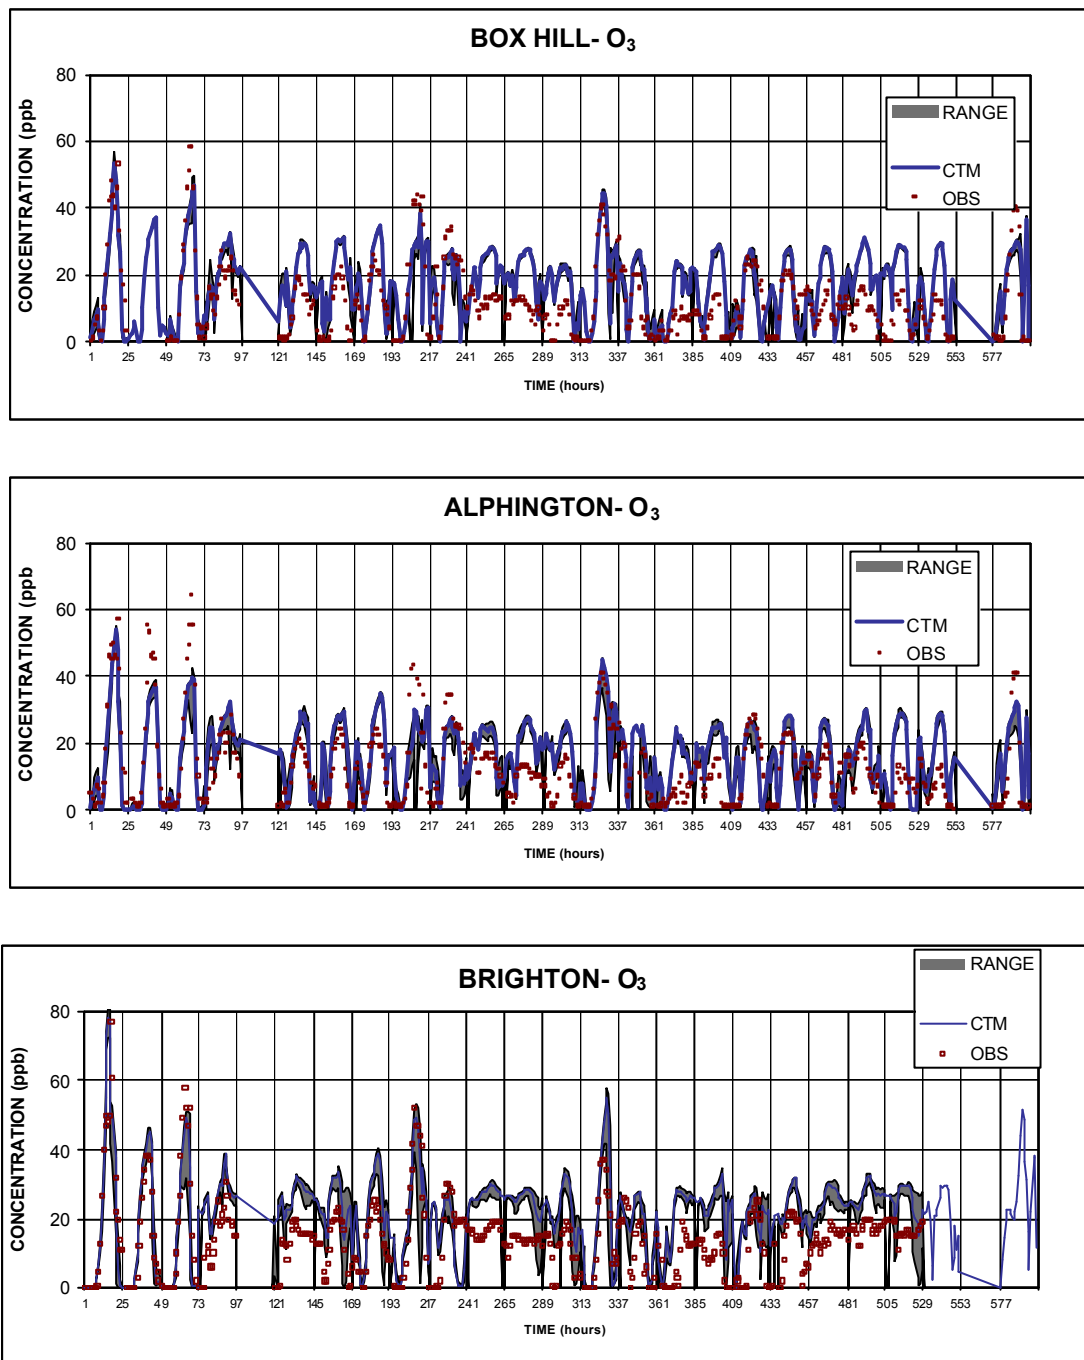 BOX HILL- O3
80
60
40
20
0
CONCENTRATION (ppb
RANGE
CTM
OBS
1 25 49 73 97 121 145 169 193 217 241 265 289 313 337 361 385 409 433 457 481 505 529 553 577
TIME (hours)
ALPHINGTON- O3
80
60
40
20
0
CONCENTRATION (ppb
RANGE
CTM
OBS
1 25 49 73 97 121 145 169 193 217 241 265 289 313 337 361 385 409 433 457 481 505 529 553 577
TIME (hours)
BRIGHTON- O3
80
60
40
20
0
CONCENTRATION (ppb)
RANGE
CTM
OBS
1 25 49 73 97 121 145 169 193 217 241 265 289 313 337 361 385 409 433 457 481 505 529 553 577
TIME (hours)